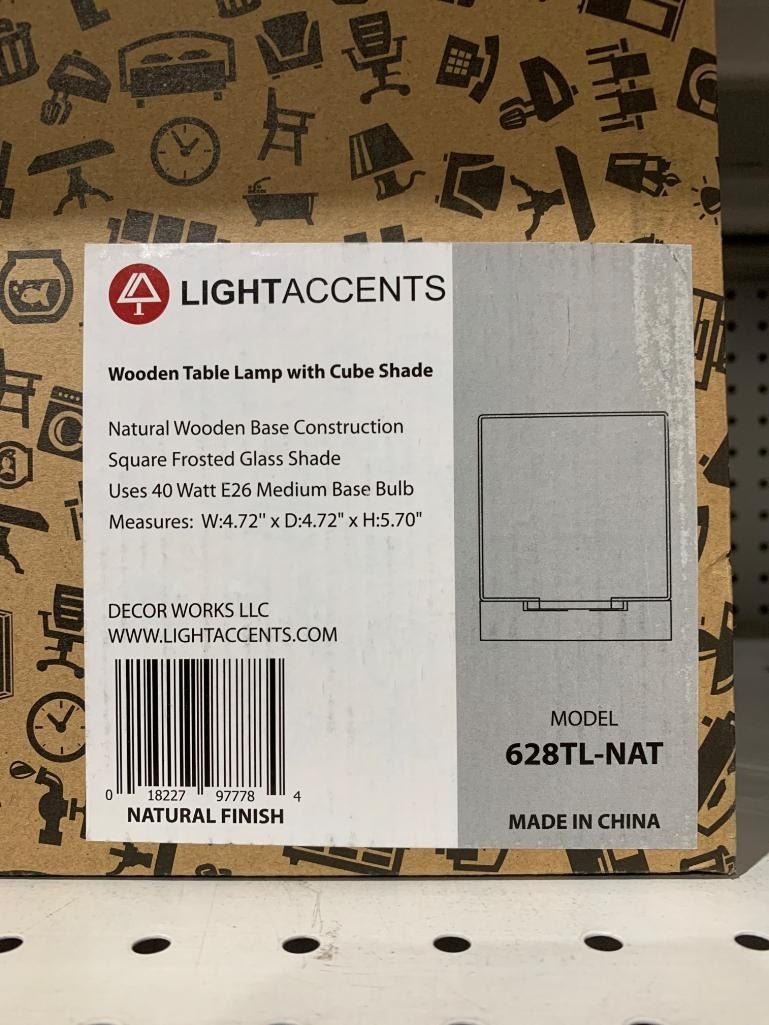 LIGHTACCENTS
Wooden Table Lamp with Cube Shade
Natural Wooden Base Construction
Square Frosted Glass Shade
Uses 40 Watt E26 Medium Base Bulb
Measures: W:4.72" x D:4.72" x H:5.70"
DECOR WORKS LLC
WWW.LIGHTACCENTS.COM
0 18227 97778 4
NATURAL FINISH
MODEL
628TL-NAT
MADE IN CHINA